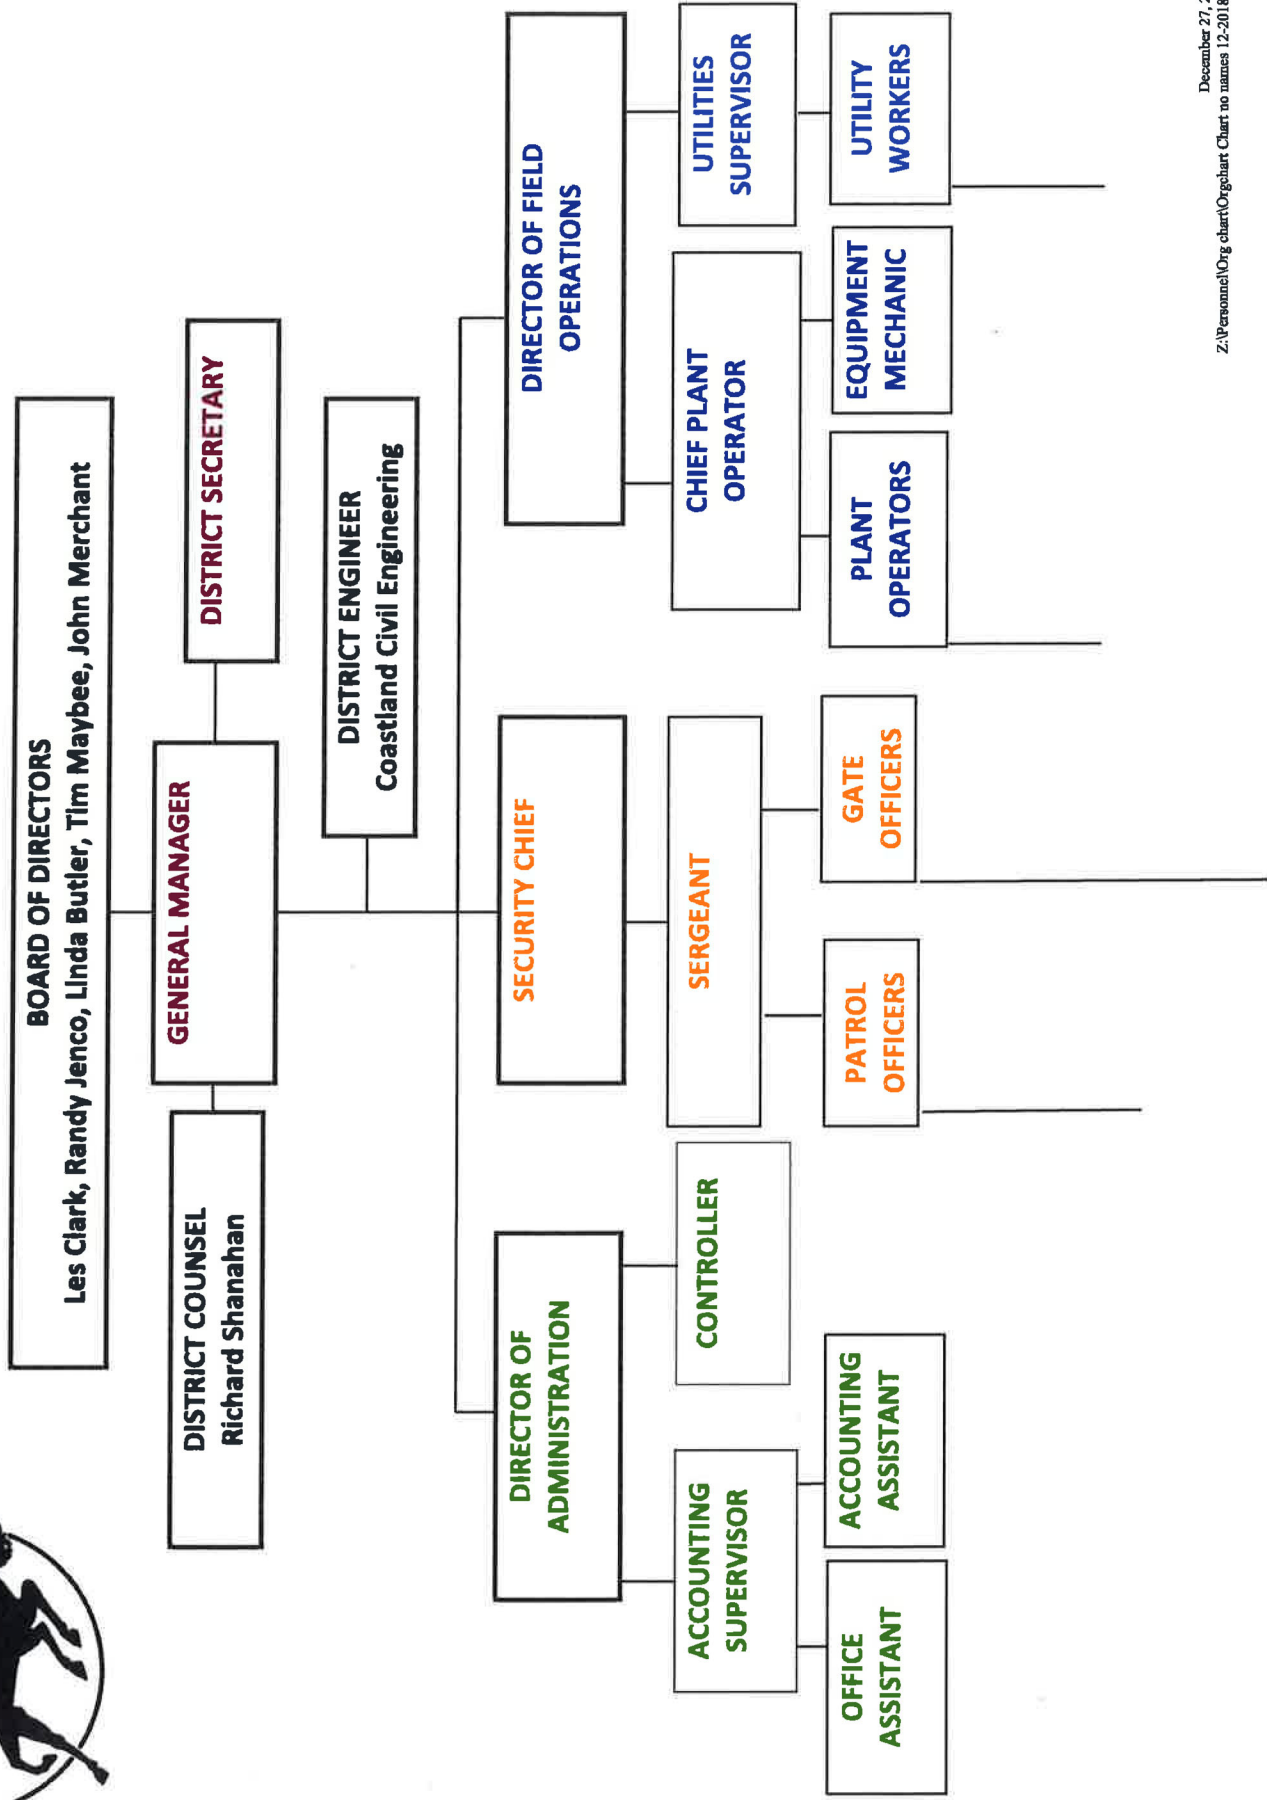 BOARD OF DIRECTORS
Les Clark, Randy Jenco, Linda Butler, Tim Maybee, John Merchant
DISTRICT COUNSEL
Richard Shanahan
GENERAL MANAGER
DISTRICT SECRETARY
DISTRICT ENGINEER
Coastland Civil Engineering
DIRECTOR OF
ADMINISTRATION
SECURITY CHIEF
DIRECTOR OF FIELD
OPERATIONS
ACCOUNTING
SUPERVISOR
CONTROLLER
SERGEANT
CHIEF PLANT
OPERATOR
UTILITIES
SUPERVISOR
OFFICE
ASSISTANT
ACCOUNTING
ASSISTANT
PATROL
OFFICERS
GATE
OFFICERS
PLANT
OPERATORS
EQUIPMENT
MECHANIC
UTILITY
WORKERS
December 27,
Z:\Personnel\Org chart\Orgchart Chart no names 12-2018